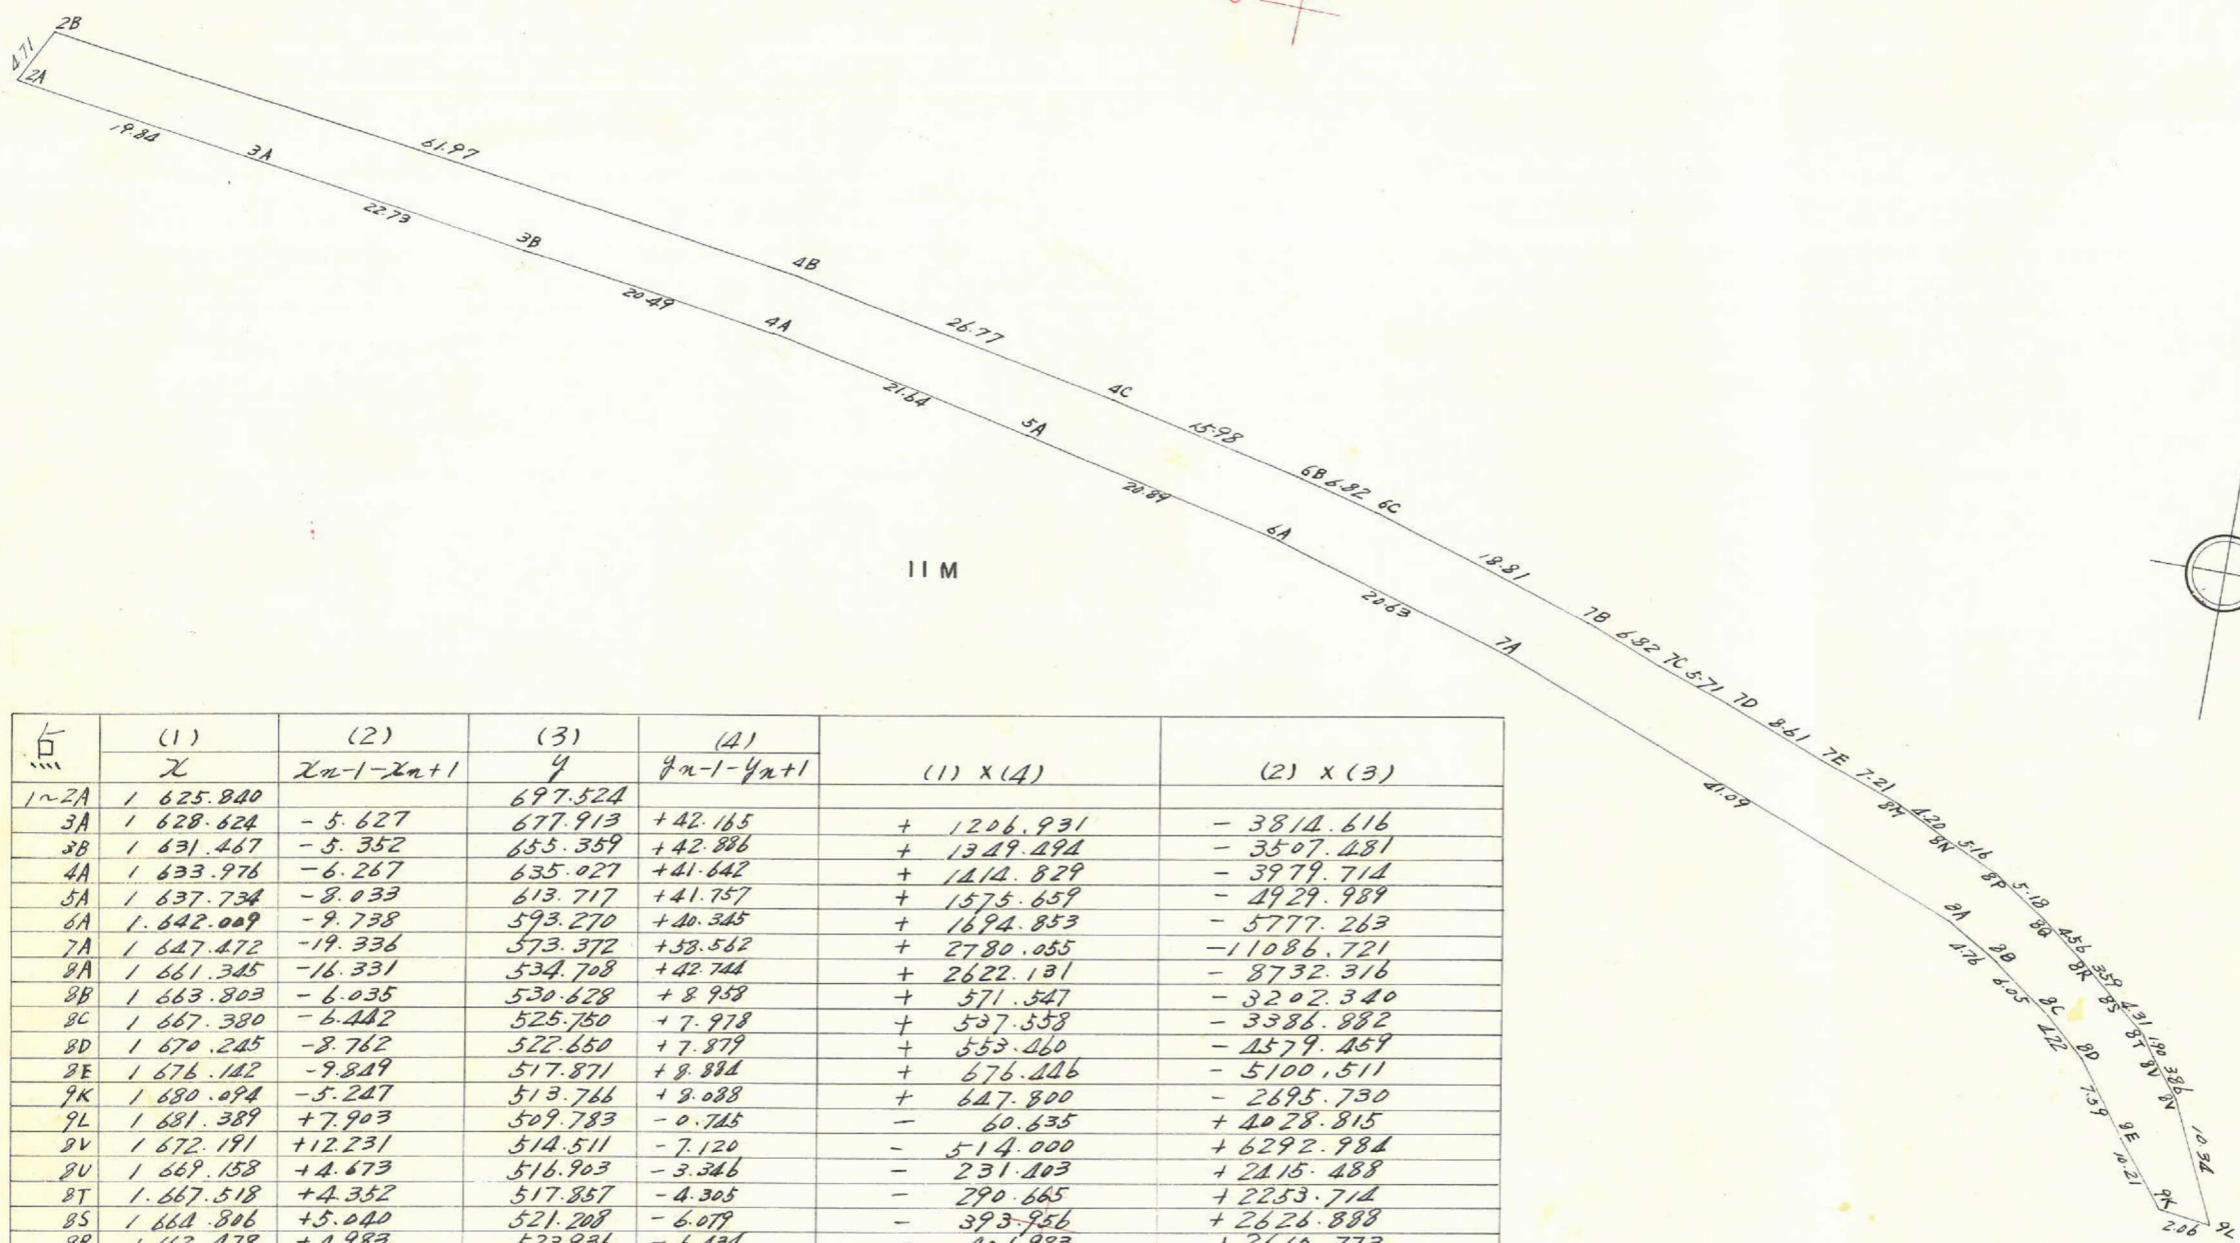 2B
4.71
2A
19.84
3A
61.97
22.73
3B
20.49
4B
4A
26.77
21.64
4C
5A
15.98
20.89
6B 6.82 6C
6A
18.81
11 M
20.63
7B 6.82 7C 5.71 7D 8.61 7E 7.21 8M 4.20 8N 5.16 8P 5.18 8Q 4.56 8R 3.59 8S 4.31 8T 1.90 8V 3.86 8V 10.34
7A
41.09
8A
4.76 8B
6.05 8C
4.22 8D
7.59 8E
10.21 9K
2.06 9L
点 (1) (2) (3) (4)
x xn-1-xn+1 y yn-1-yn+1 (1) X (4) (2) X (3)
1~2A 1 625.840 697.524
3A 1 628.624 - 5.627 677.913 +42.165 + 1206.931 - 3814.616
3B 1 631.467 - 5.352 655.359 +42.886 + 1349.494 - 3507.481
4A 1 633.976 -6.267 635.027 +41.642 + 1414.829 - 3979.714
5A 1 637.734 -8.033 613.717 +41.757 + 1575.659 - 4929.989
6A 1.642.009 -9.738 593.270 +40.345 + 1694.853 - 5777.263
7A 1 647.472 -19.336 573.372 +58.562 + 2780.055 -11086.721
8A 1 661.345 -16.331 534.708 +42.744 + 2622.131 - 8732.316
8B 1 663.803 - 6.035 530.628 + 8.958 + 571.547 - 3202.340
8C 1 667.380 - 6.442 525.750 + 7.978 + 537.558 - 3386.882
8D 1 670.245 -8.762 522.650 + 7.879 + 553.460 - 4579.459
8E 1 676.142 -9.849 517.871 + 8.884 + 676.446 - 5100.511
9K 1 680.094 -5.247 513.766 + 8.088 + 647.800 - 2695.730
9L 1 681.389 +7.903 509.783 - 0.745 - 60.635 + 4028.815
8V 1 672.191 +12.231 514.511 - 7.120 - 514.000 + 6292.984
8U 1 669.158 +4.673 516.903 - 3.346 - 231.403 + 2415.488
8T 1.667.518 +4.352 517.857 - 4.305 - 290.665 + 2253.714
8S 1 664.806 +5.040 521.208 - 6.079 - 393.956 + 2626.888